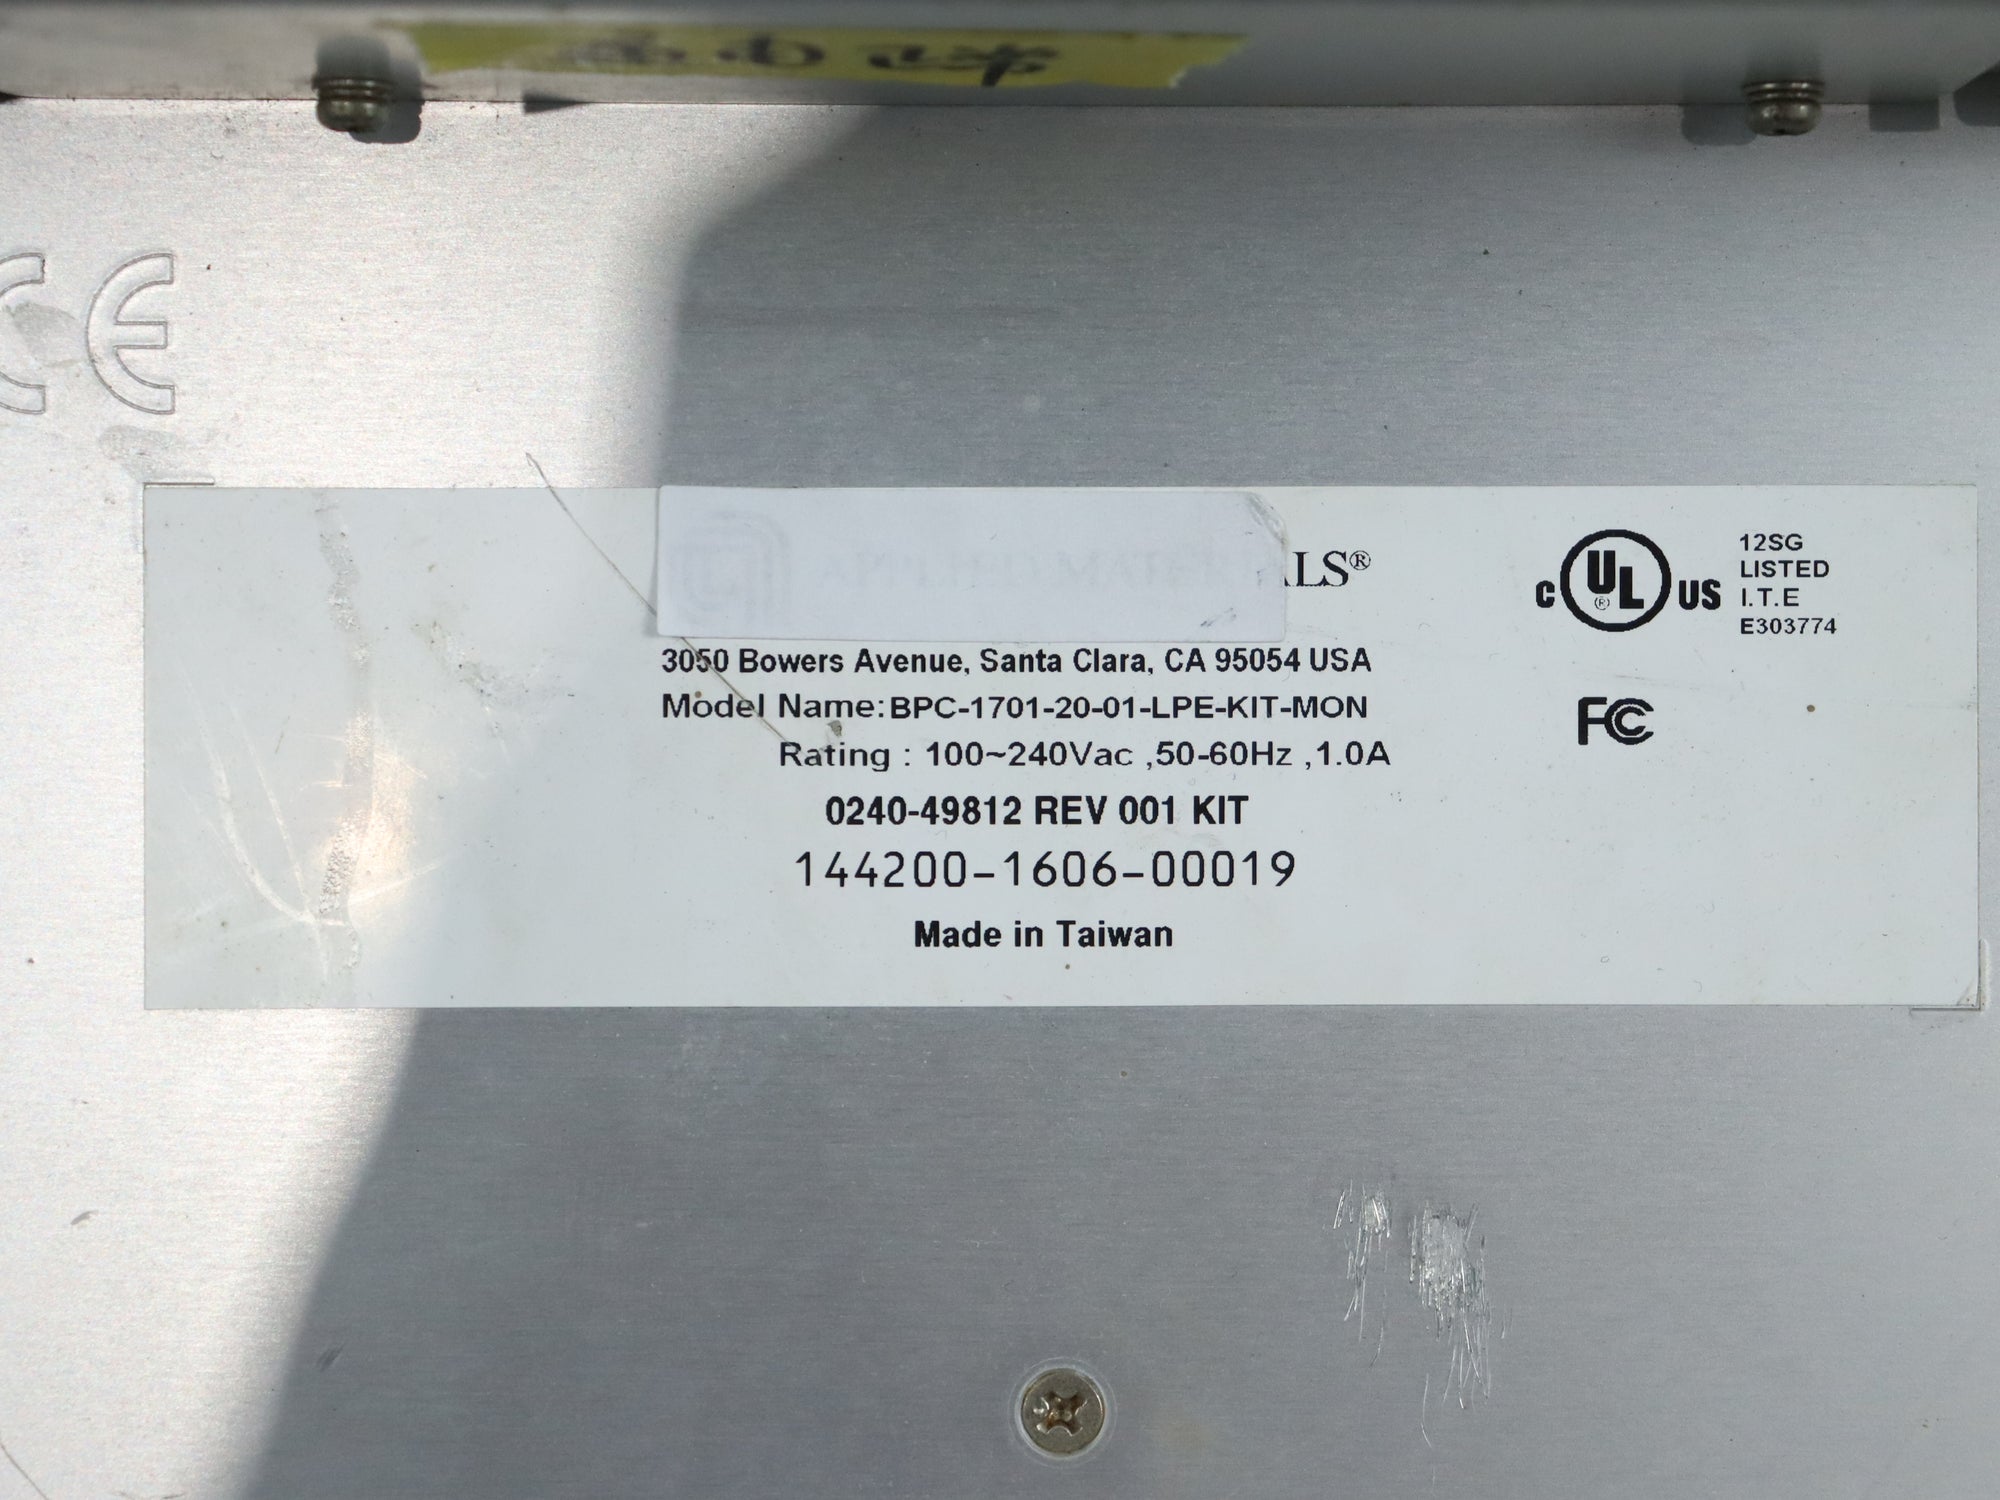 CE
APPLIED MATERIALS®
3050 Bowers Avenue, Santa Clara, CA 95054 USA
Model Name:BPC-1701-20-01-LPE-KIT-MON
Rating : 100~240Vac ,50-60Hz ,1.0A
0240-49812 REV 001 KIT
144200-1606-00019
Made in Taiwan
C UL® US
12SG
LISTED
I.T.E
E303774
FC